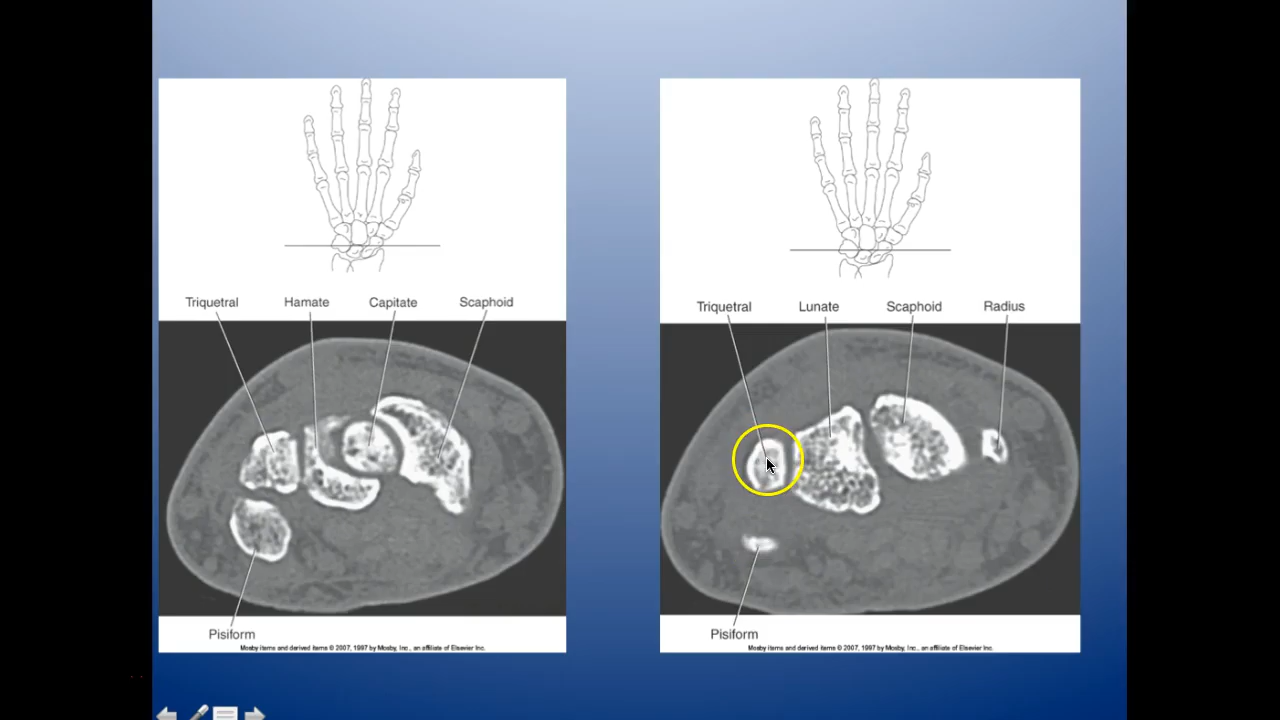 Triquetral Hamate Capitate Scaphoid
Pisiform
Mosby items and derived items © 2007, 1997 by Mosby, Inc., an affiliate of Elsevier Inc.
Triquetral Lunate Scaphoid Radius
Pisiform
Mosby items and derived items © 2007, 1997 by Mosby, Inc., an affiliate of Elsevier Inc.